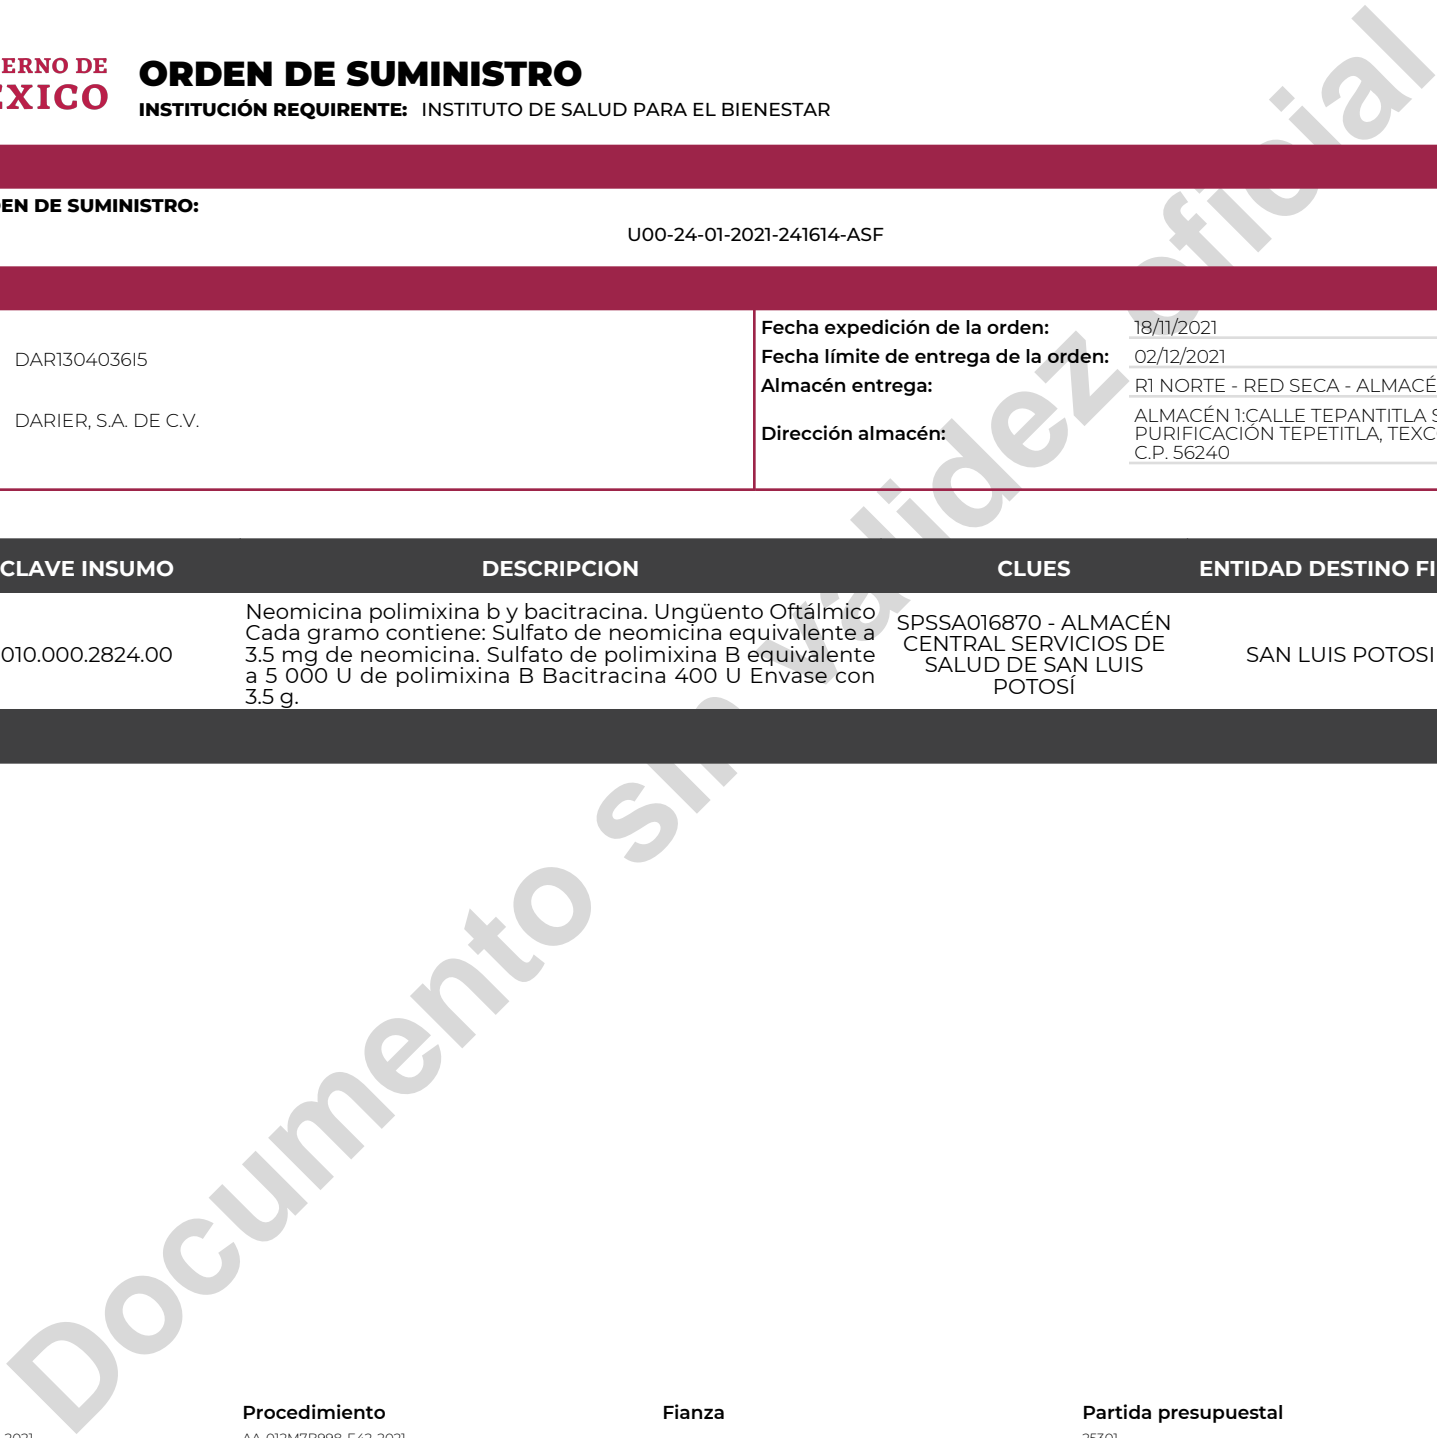 ORDEN DE SUMINISTRO
INSTITUCIÓN REQUIRENTE: INSTITUTO DE SALUD PARA EL BIENESTAR
DE SUMINISTRO:
U00-24-01-2021-241614-ASF
DAR1304036I5
DARIER, S.A. DE C.V.
Fecha expedición de la orden: 18/11/2021
Fecha límite de entrega de la orden: 02/12/2021
Almacén entrega: R1 NORTE - RED SECA - ALMACÉ
Dirección almacén:
ALMACÉN 1:CALLE TEPANTITLA S
PURIFICACIÓN TEPETITLA, TEXC
C.P. 56240
CLAVE INSUMO DESCRIPCION CLUES ENTIDAD DESTINO FI
010.000.2824.00
Neomicina polimixina b y bacitracina. Ungüento Oftálmico
Cada gramo contiene: Sulfato de neomicina equivalente a
3.5 mg de neomicina. Sulfato de polimixina B equivalente
a 5 000 U de polimixina B Bacitracina 400 U Envase con
3.5 g.
SPSSA016870 - ALMACÉN
CENTRAL SERVICIOS DE
SALUD DE SAN LUIS
POTOSÍ
SAN LUIS POTOSI
Documento sin validez oficial
Procedimiento Fianza Partida presupuestal